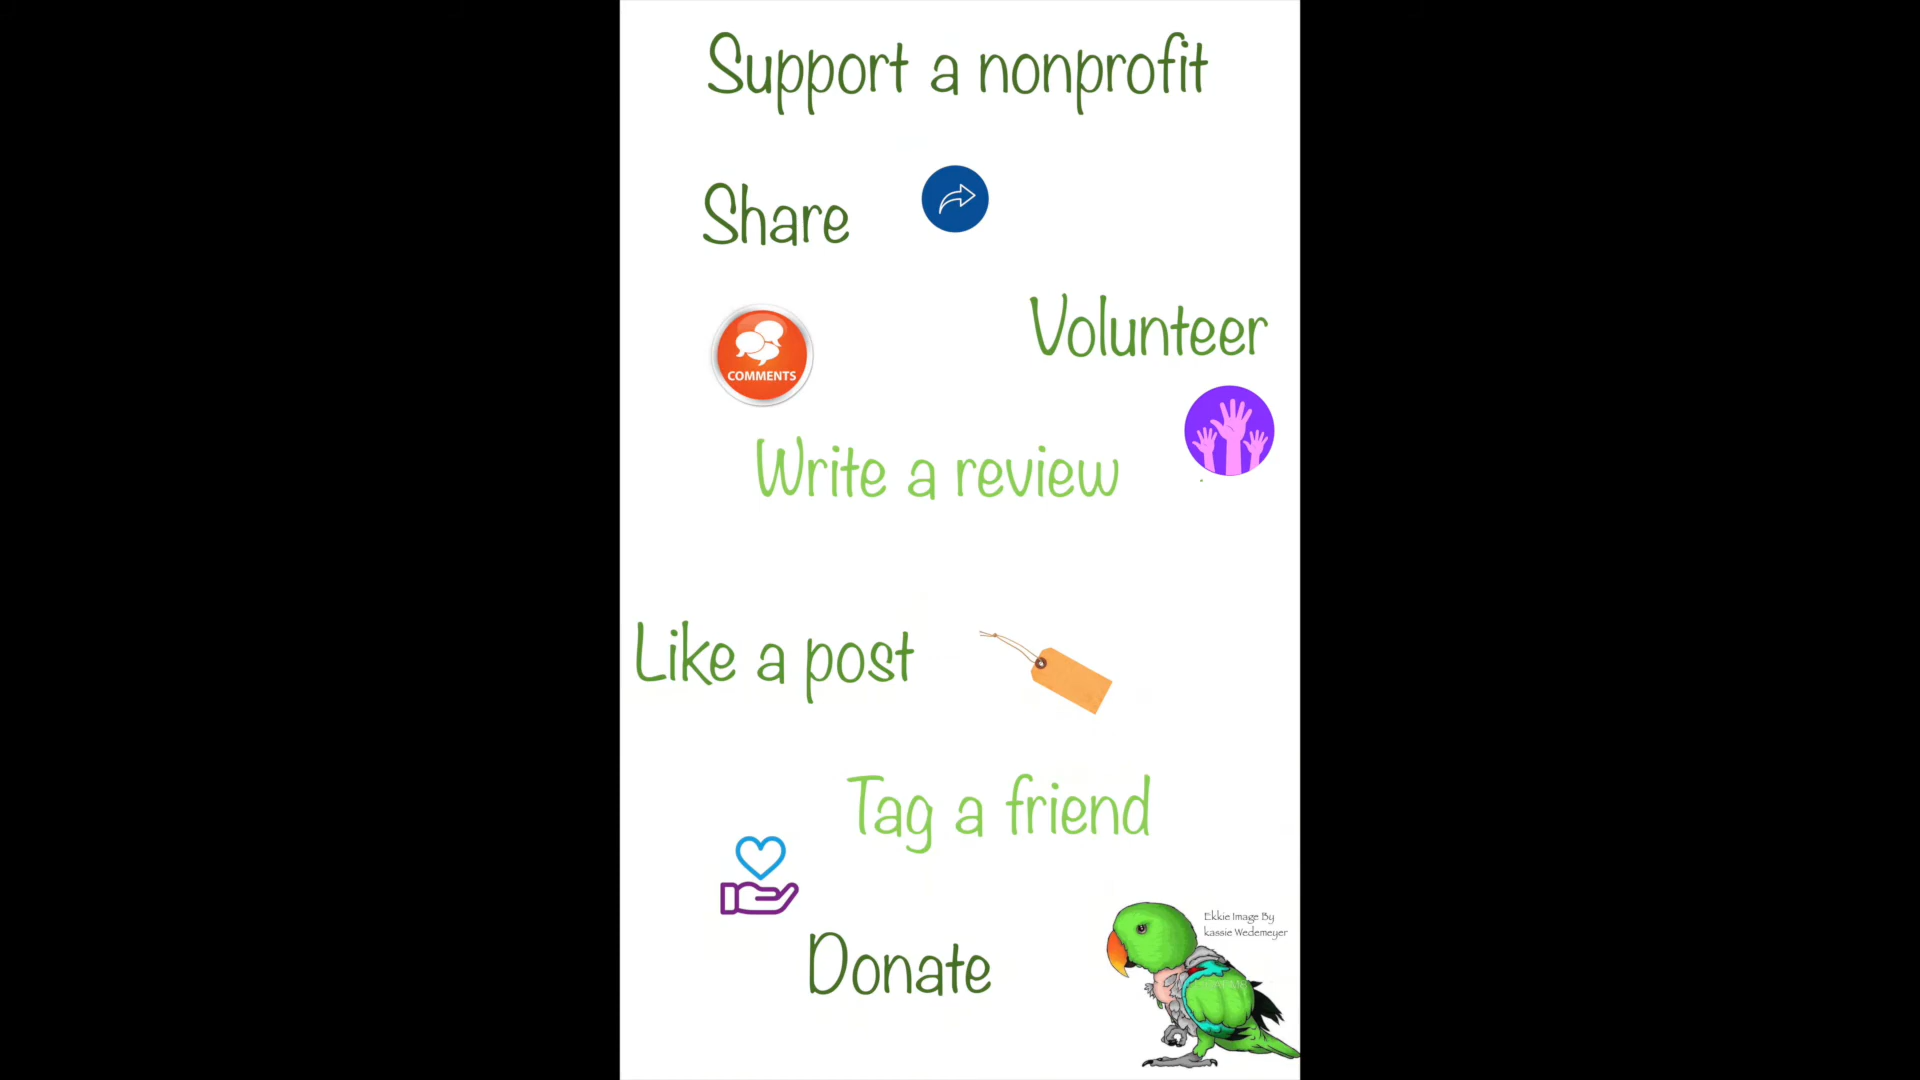 Support a nonprofit
Share
Volunteer
COMMENTS
Write a review
Like a post
Tag a friend
Donate
Ekkie Image By
kassie Wedemeyer